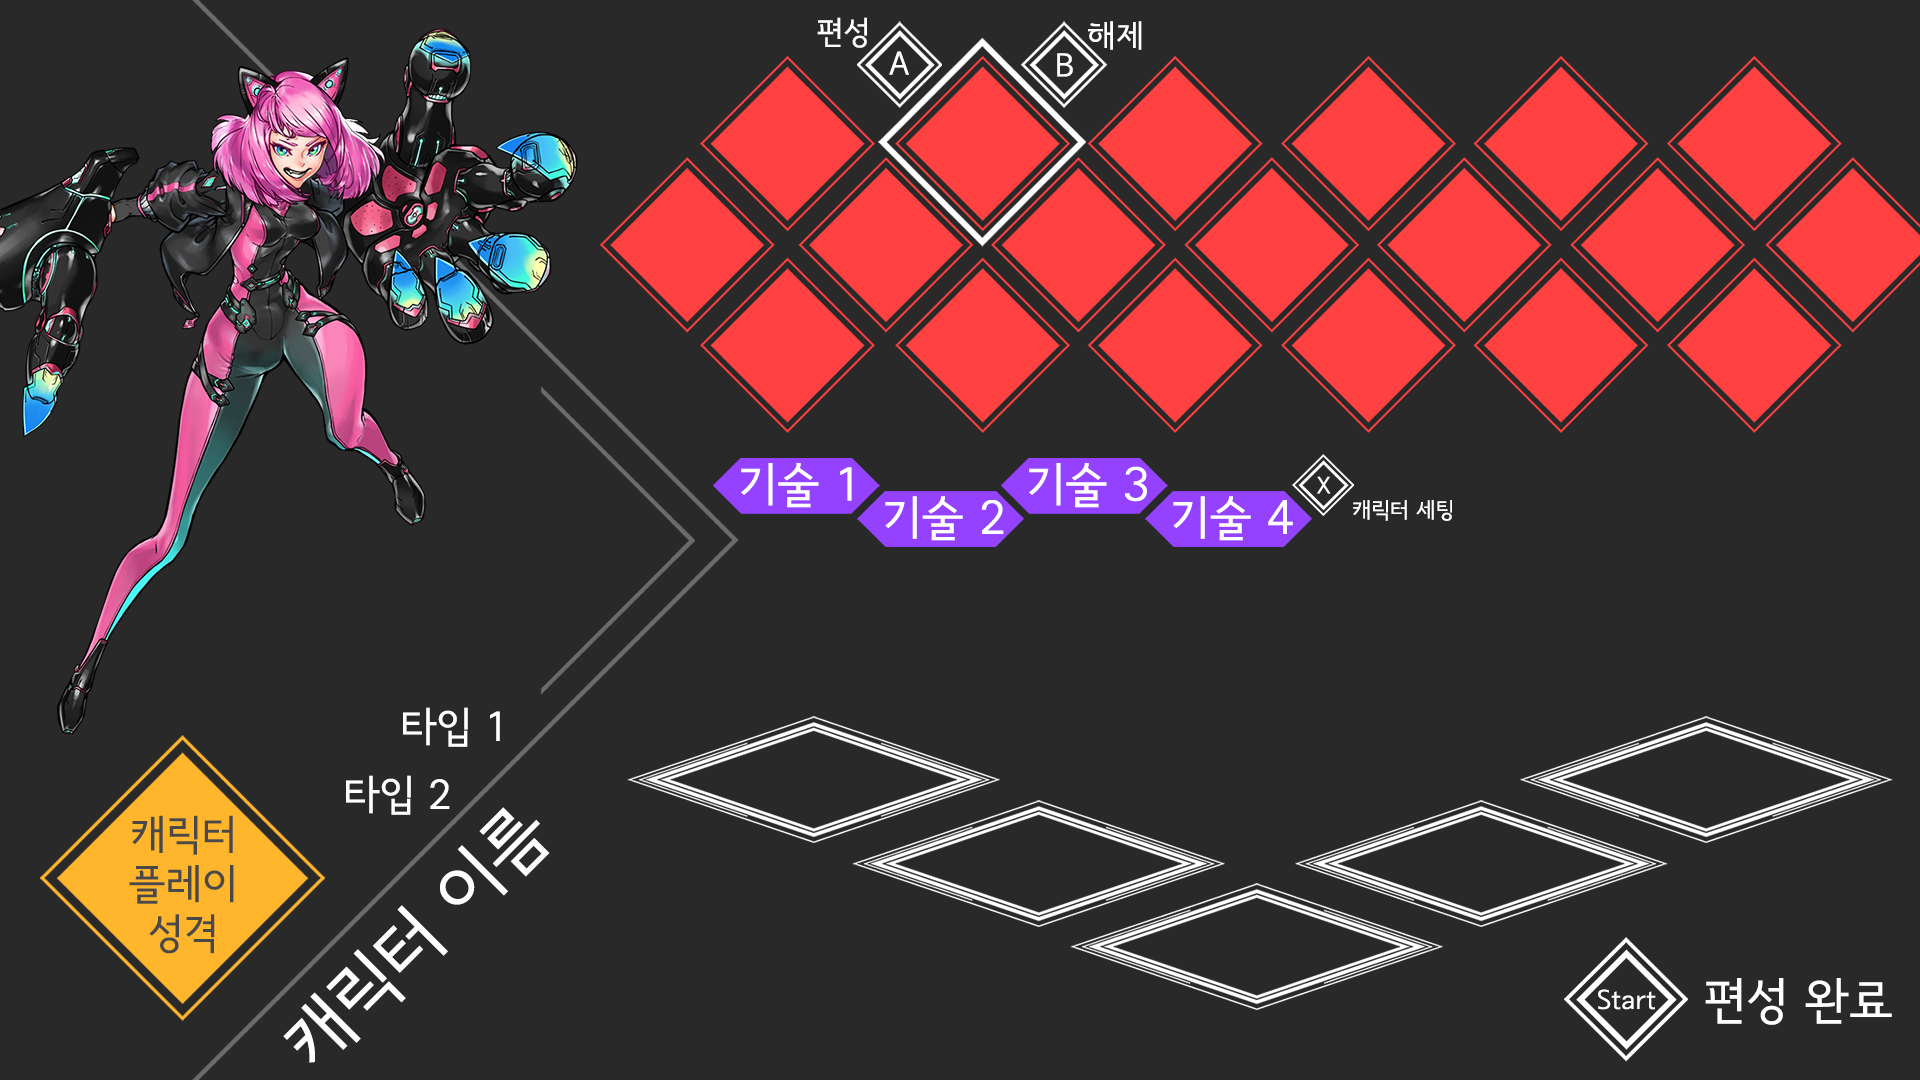 편성
A
B
해제
기술 1
기술 2
기술 3
기술 4
X
캐릭터 세팅
타입 1
타입 2
캐릭터 이름
캐릭터
플레이
성격
Start
편성 완료